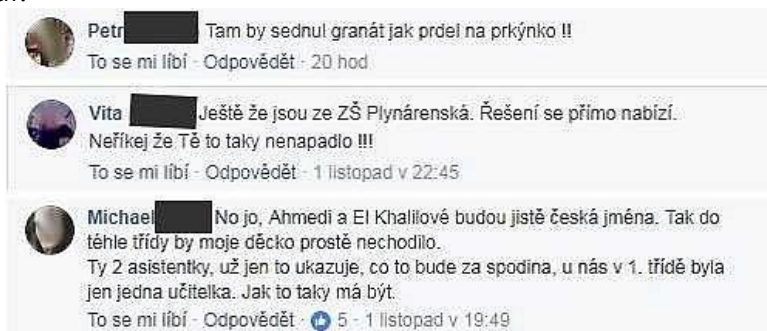 Petr Tam by sednul granát jak prdel na prkýnko !!
To se mi líbí · Odpovědět · 20 hod
Vita Ještě že jsou ze ZŠ Plynárenská. Řešení se přímo nabízí.
Neříkej že Tě to taky nenapadlo !!!
To se mi líbí · Odpovědět · 1 listopad v 22:45
Michael No jo, Ahmedi a El Khalilové budou jistě česká jména. Tak do
téhle třídy by moje děcko prostě nechodilo.
Ty 2 asistentky, už jen to ukazuje, co to bude za spodina, u nás v 1. třídě byla
jen jedna učitelka. Jak to taky má být.
To se mi líbí · Odpovědět · 5 · 1 listopad v 19:49